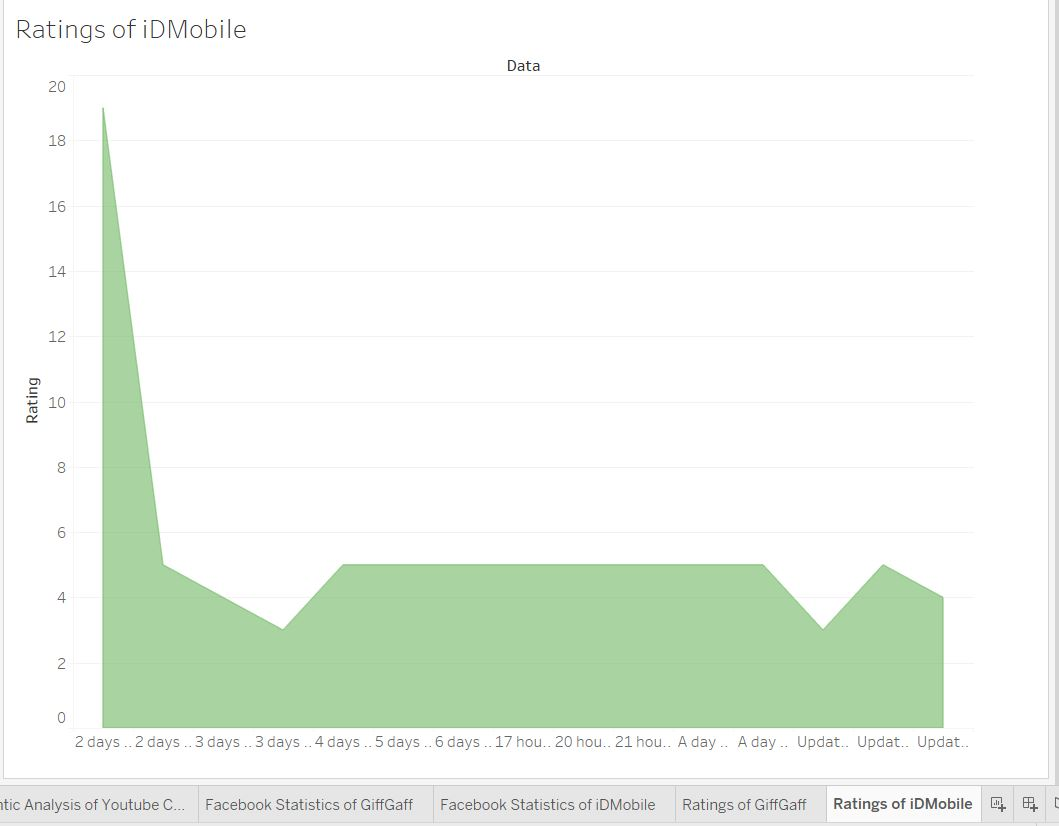 Ratings of iDMobile
Data
20
18
16
14
12
10
8
6
4
2
0
Rating
2 days .. 2 days .. 3 days .. 3 days .. 4 days .. 5 days .. 6 days .. 17 hou.. 20 hou.. 21 hou.. A day .. A day .. Updat.. Updat.. Updat..
ntic Analysis of Youtube C... Facebook Statistics of GiffGaff Facebook Statistics of iDMobile Ratings of GiffGaff Ratings of iDMobile